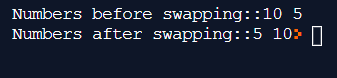 Numbers before swapping::10 5
Numbers after swapping::5 10>